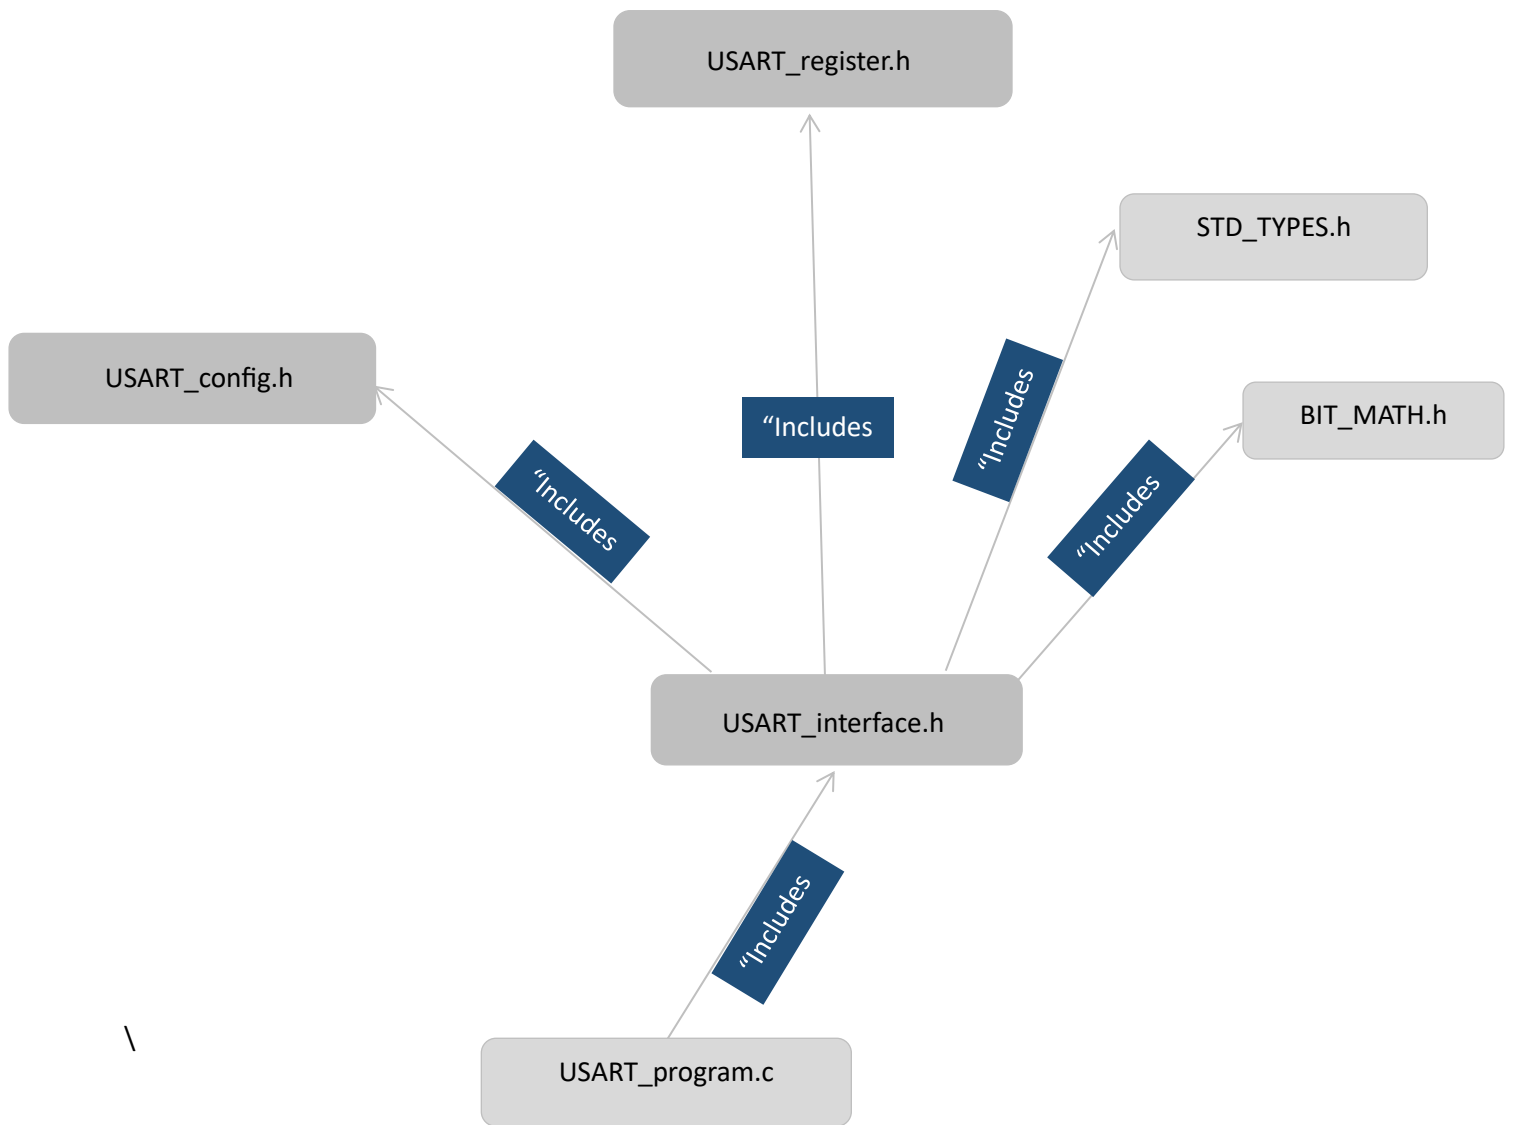 USART_register.h
STD_TYPES.h
USART_config.h
BIT_MATH.h
“Includes
“Includes
“Includes
“Includes
USART_interface.h
“Includes
\
USART_program.c